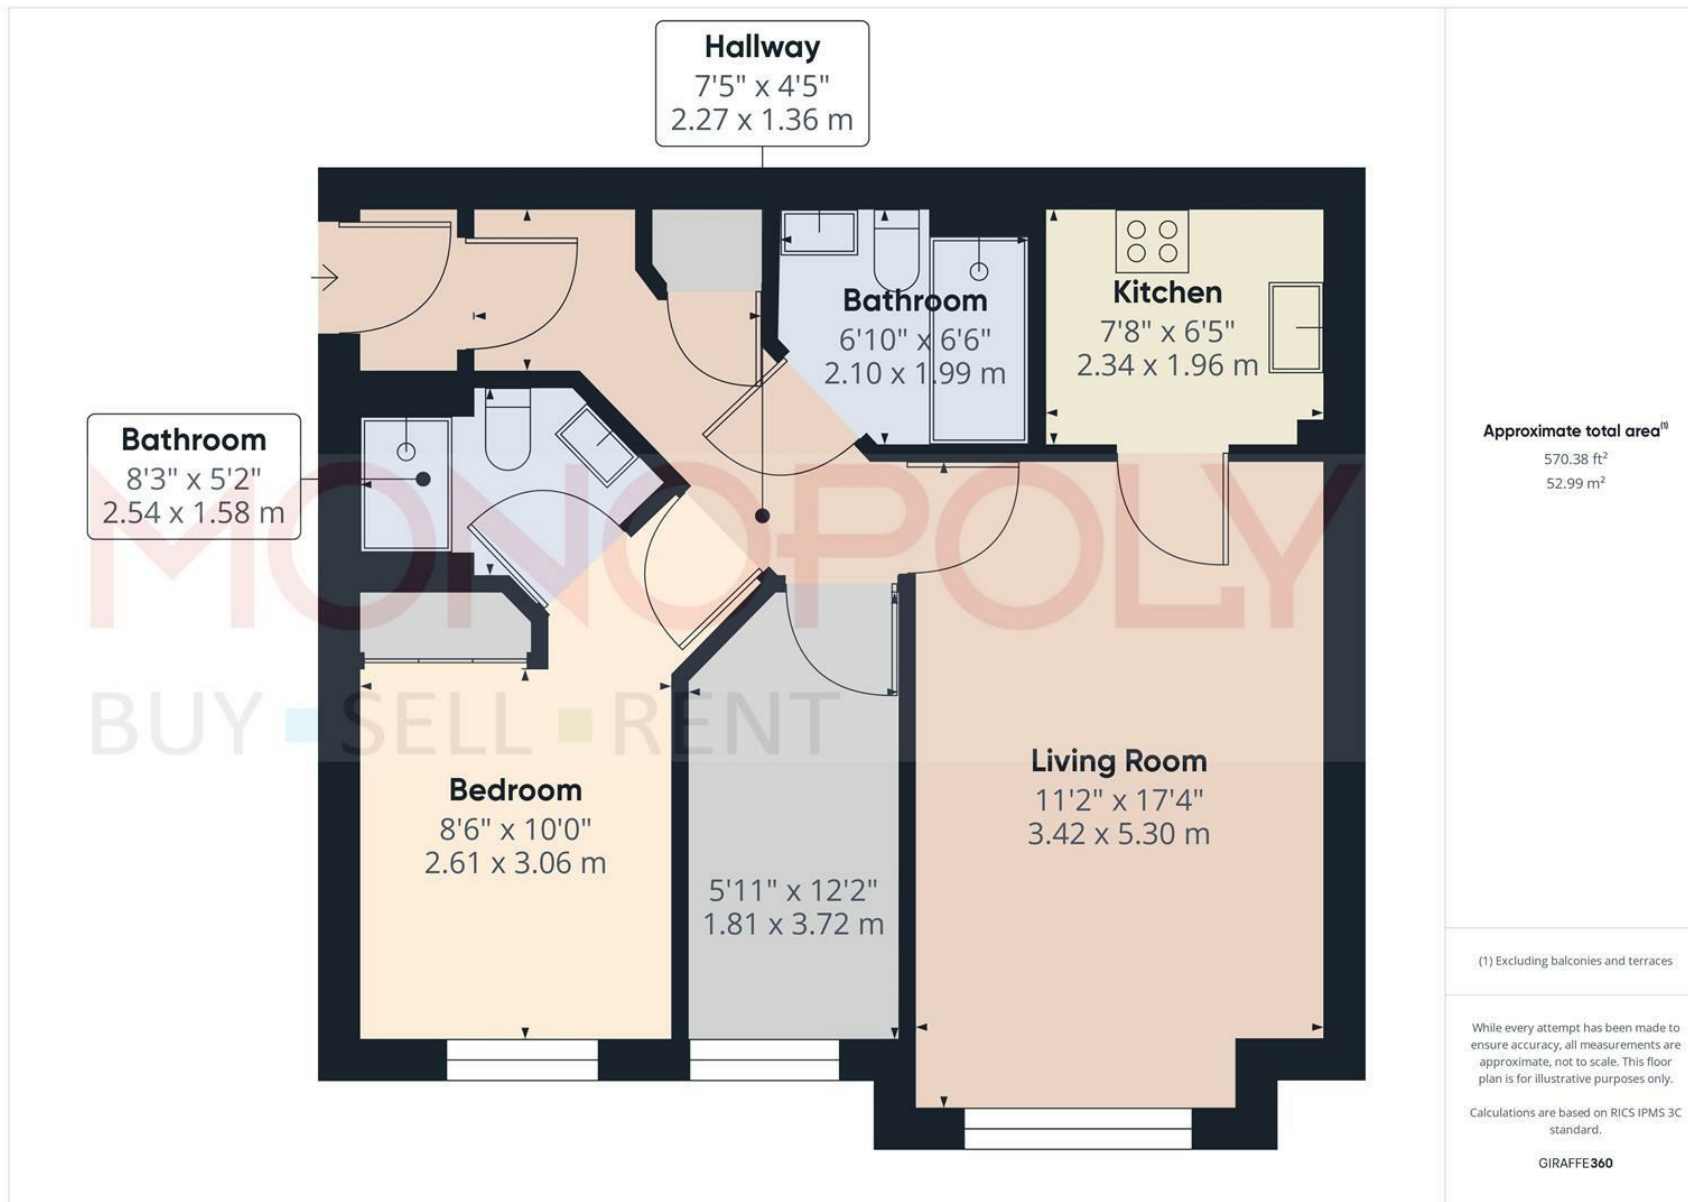 Hallway
7'5" x 4'5"
2.27 x 1.36 m
Bathroom
6'10" x 6'6"
2.10 x 1.99 m
Kitchen
7'8" x 6'5"
2.34 x 1.96 m
Bathroom
8'3" x 5'2"
2.54 x 1.58 m
MONOPOLY
BUY SELL RENT
Bedroom
8'6" x 10'0"
2.61 x 3.06 m
5'11" x 12'2"
1.81 x 3.72 m
Living Room
11'2" x 17'4"
3.42 x 5.30 m
Approximate total area⁽¹⁾
570.38 ft²
52.99 m²
(1) Excluding balconies and terraces
While every attempt has been made to
ensure accuracy, all measurements are
approximate, not to scale. This floor
plan is for illustrative purposes only.
Calculations are based on RICS IPMS 3C
standard.
GIRAFFE360